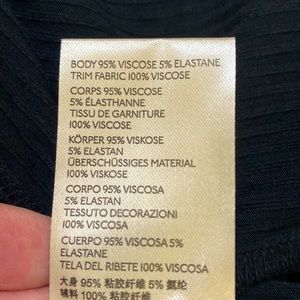 BODY 95% VISCOSE 5% ELASTANE
TRIM FABRIC 100% VISCOSE
CORPS 95% VISCOSE
5% ÉLASTHANNE
TISSU DE GARNITURE
100% VISCOSE
KÖRPER 95% VISKOSE
5% ELASTAN
ÜBERSCHÜSSIGES MATERIAL
100% VISKOSE
CORPO 95% VISCOSA
5% ELASTAN
TESSUTO DECORAZIONI
100% VISCOSA
CUERPO 95% VISCOSA 5%
ELASTANE
TELA DEL RIBETE 100% VISCOSA
大身 95% 粘胶纤维 5% 氨纶
辅料 100% 粘胶纤维